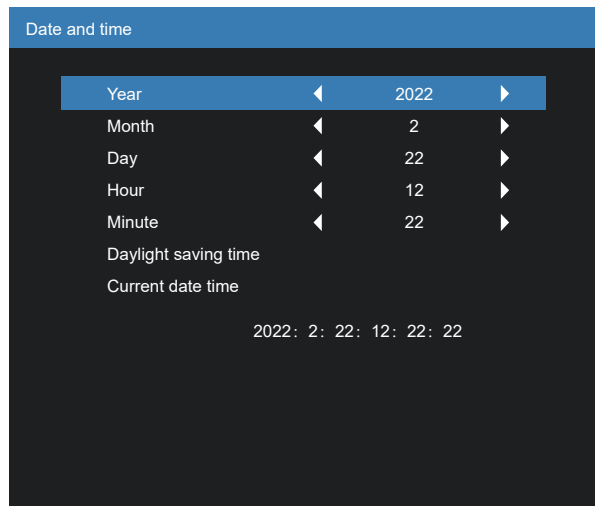 Date and time
Year 2022
Month 2
Day 22
Hour 12
Minute 22
Daylight saving time
Current date time
2022: 2: 22: 12: 22: 22